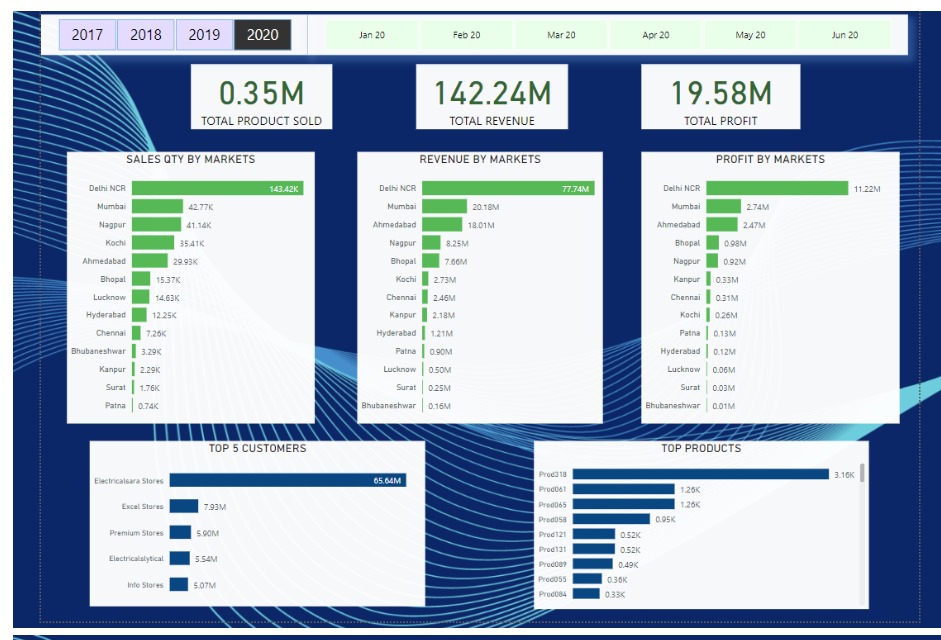 2017 2018 2019 2020 Jan 20 Feb 20 Mar 20 Apr 20 May 20 Jun 20
0.35M
TOTAL PRODUCT SOLD
142.24M
TOTAL REVENUE
19.58M
TOTAL PROFIT
SALES QTY BY MARKETS
Delhi NCR 143.42K
Mumbai 42.77K
Nagpur 41.14K
Kochi 35.41K
Ahmedabad 29.93K
Bhopal 15.37K
Lucknow 14.63K
Hyderabad 12.25K
Chennai 7.26K
Bhubaneshwar 3.29K
Kanpur 2.29K
Surat 1.76K
Patna 0.74K
REVENUE BY MARKETS
Delhi NCR 77.74M
Mumbai 20.18M
Ahmedabad 18.01M
Nagpur 8.25M
Bhopal 7.66M
Kochi 2.73M
Chennai 2.46M
Kanpur 2.18M
Hyderabad 1.21M
Patna 0.90M
Lucknow 0.50M
Surat 0.25M
Bhubaneshwar 0.16M
PROFIT BY MARKETS
Delhi NCR 11.22M
Mumbai 2.74M
Ahmedabad 2.47M
Bhopal 0.98M
Nagpur 0.92M
Kanpur 0.33M
Chennai 0.31M
Kochi 0.26M
Patna 0.13M
Hyderabad 0.12M
Lucknow 0.06M
Surat 0.03M
Bhubaneshwar 0.01M
TOP 5 CUSTOMERS
Electricalsara Stores 65.64M
Excel Stores 7.93M
Premium Stores 5.90M
Electricalslytical 5.54M
Info Stores 5.07M
TOP PRODUCTS
Prod318 3.16K
Prod061 1.26K
Prod065 1.26K
Prod058 0.95K
Prod121 0.52K
Prod131 0.52K
Prod089 0.49K
Prod055 0.36K
Prod084 0.33K